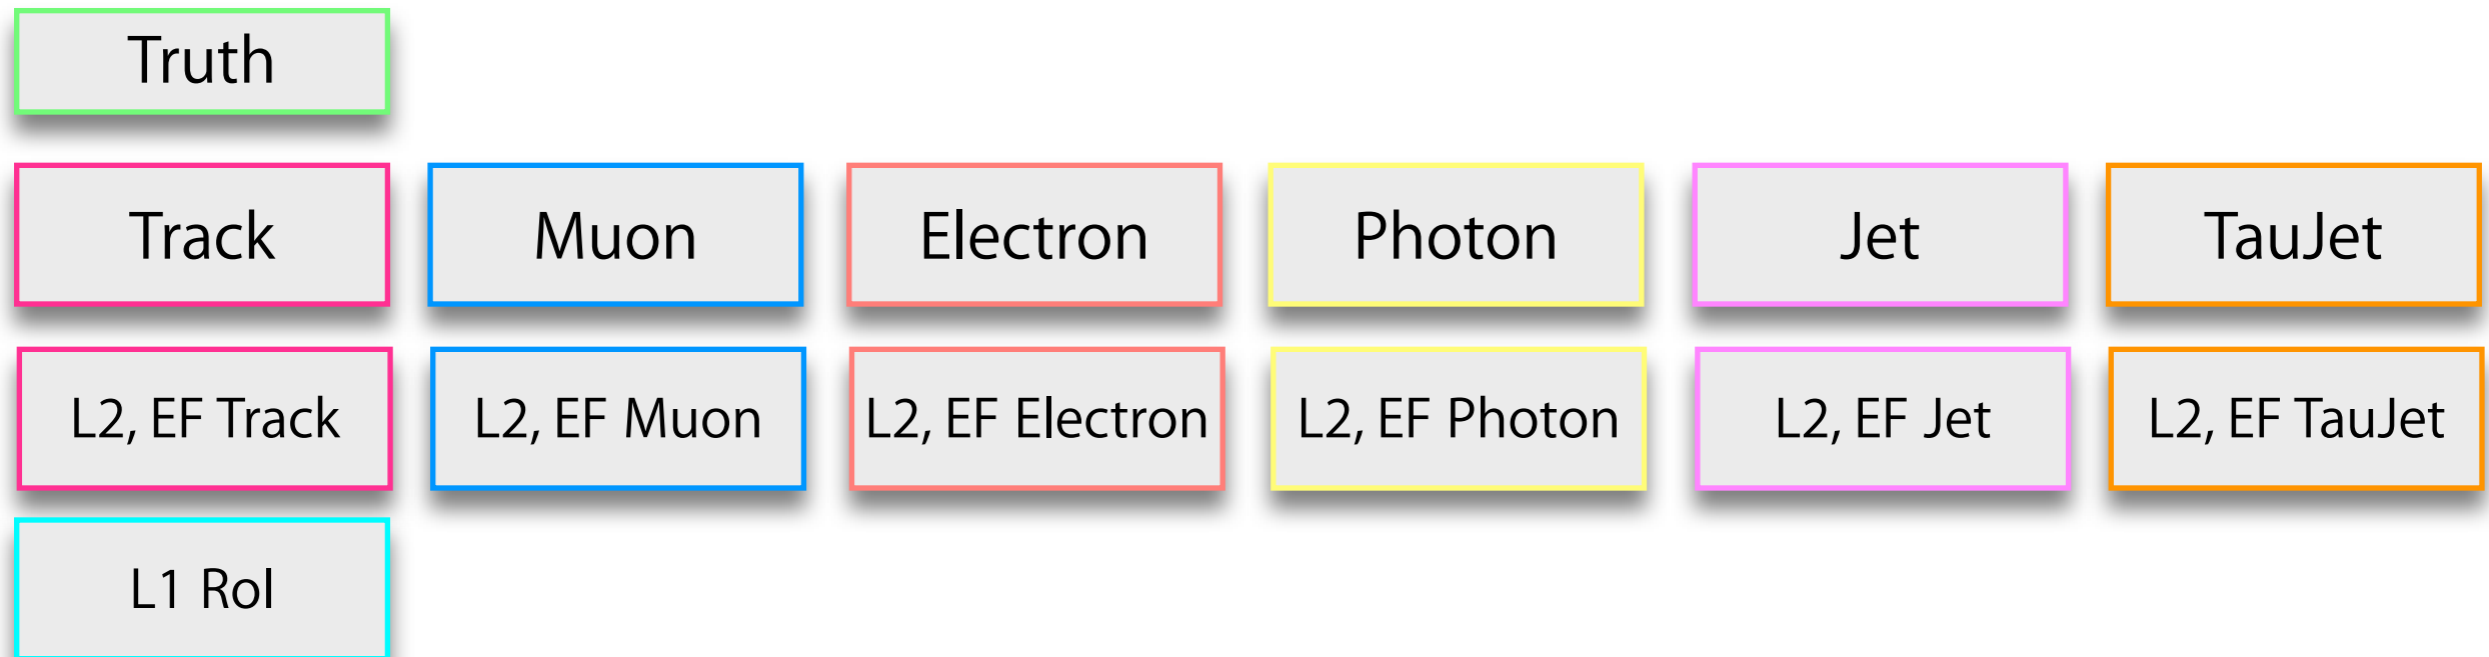 Truth
Track
Muon
Electron
Photon
Jet
TauJet
L2, EF Track
L2, EF Muon
L2, EF Electron
L2, EF Photon
L2, EF Jet
L2, EF TauJet
L1 RoI